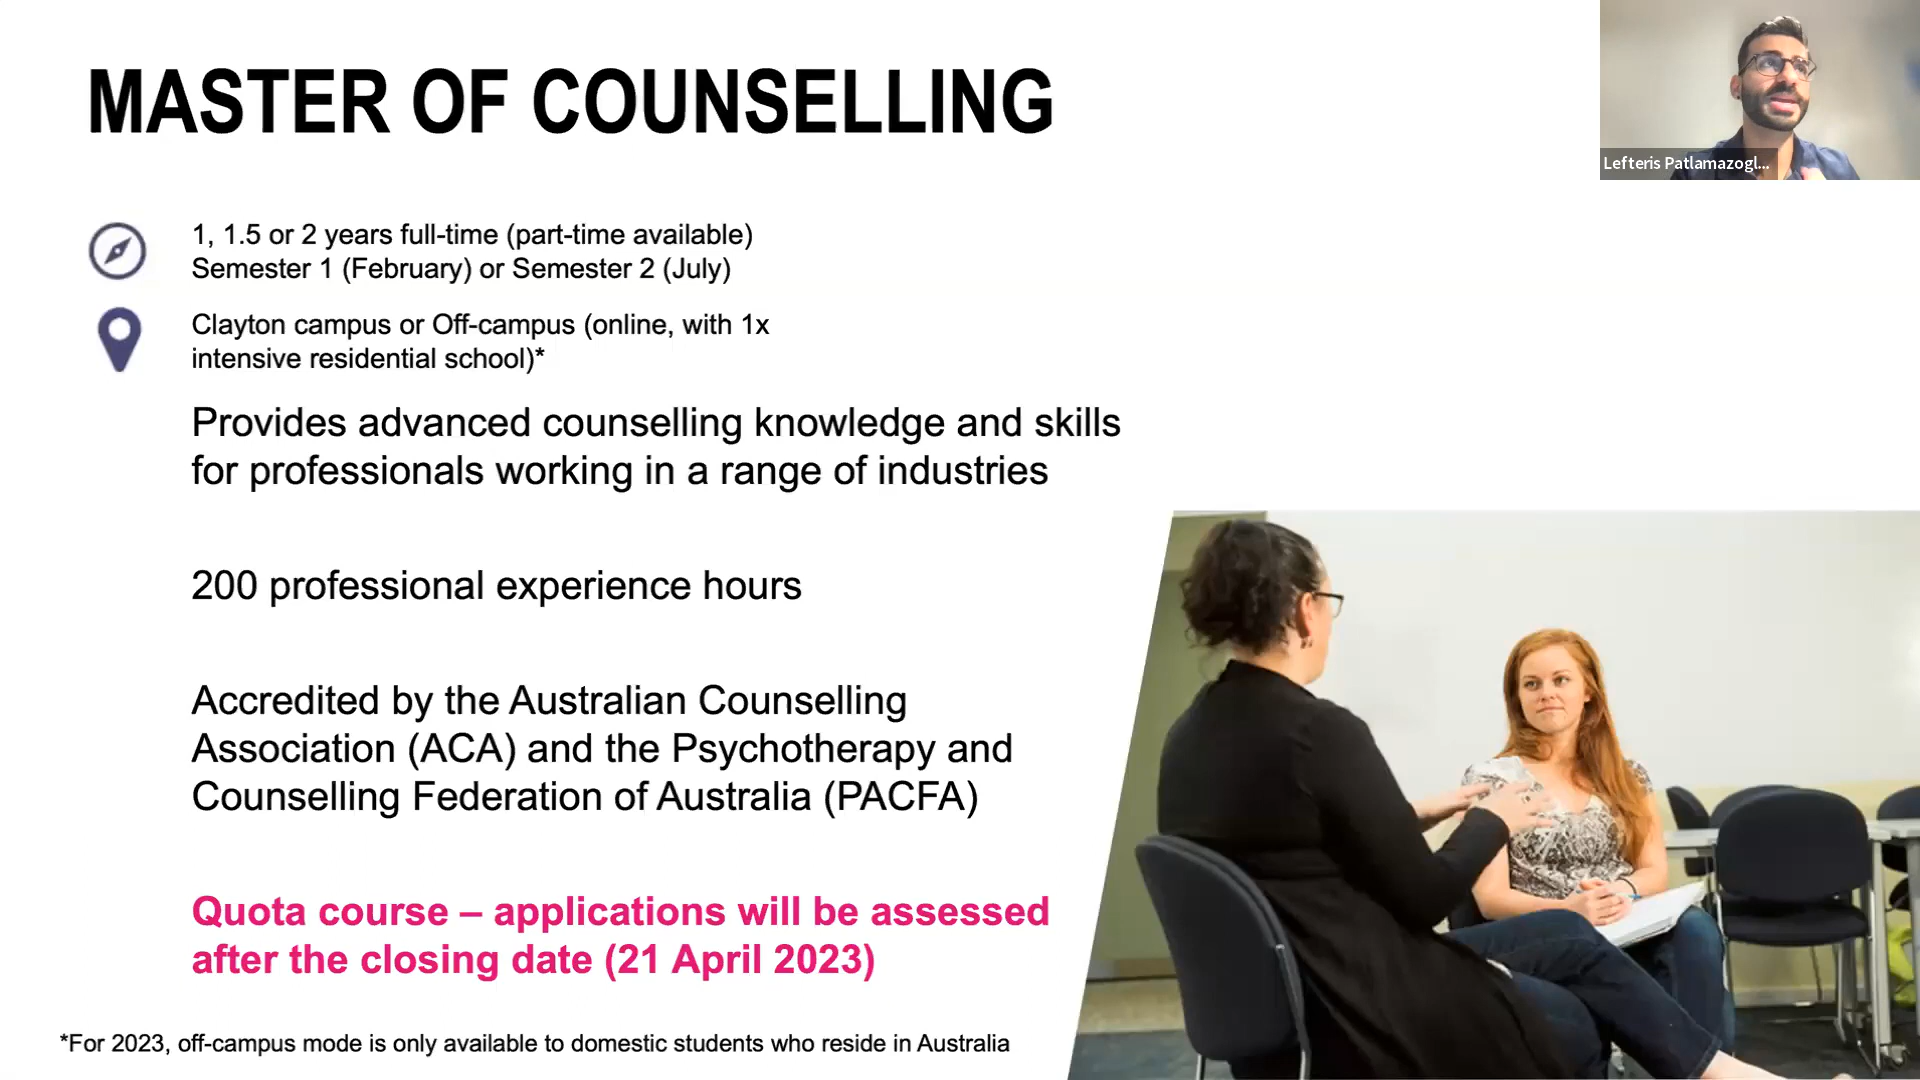 MASTER OF COUNSELLING
Lefteris Patlamazogl...
1, 1.5 or 2 years full-time (part-time available)
Semester 1 (February) or Semester 2 (July)
Clayton campus or Off-campus (online, with 1x
intensive residential school)*
Provides advanced counselling knowledge and skills
for professionals working in a range of industries
200 professional experience hours
Accredited by the Australian Counselling
Association (ACA) and the Psychotherapy and
Counselling Federation of Australia (PACFA)
Quota course – applications will be assessed
after the closing date (21 April 2023)
*For 2023, off-campus mode is only available to domestic students who reside in Australia